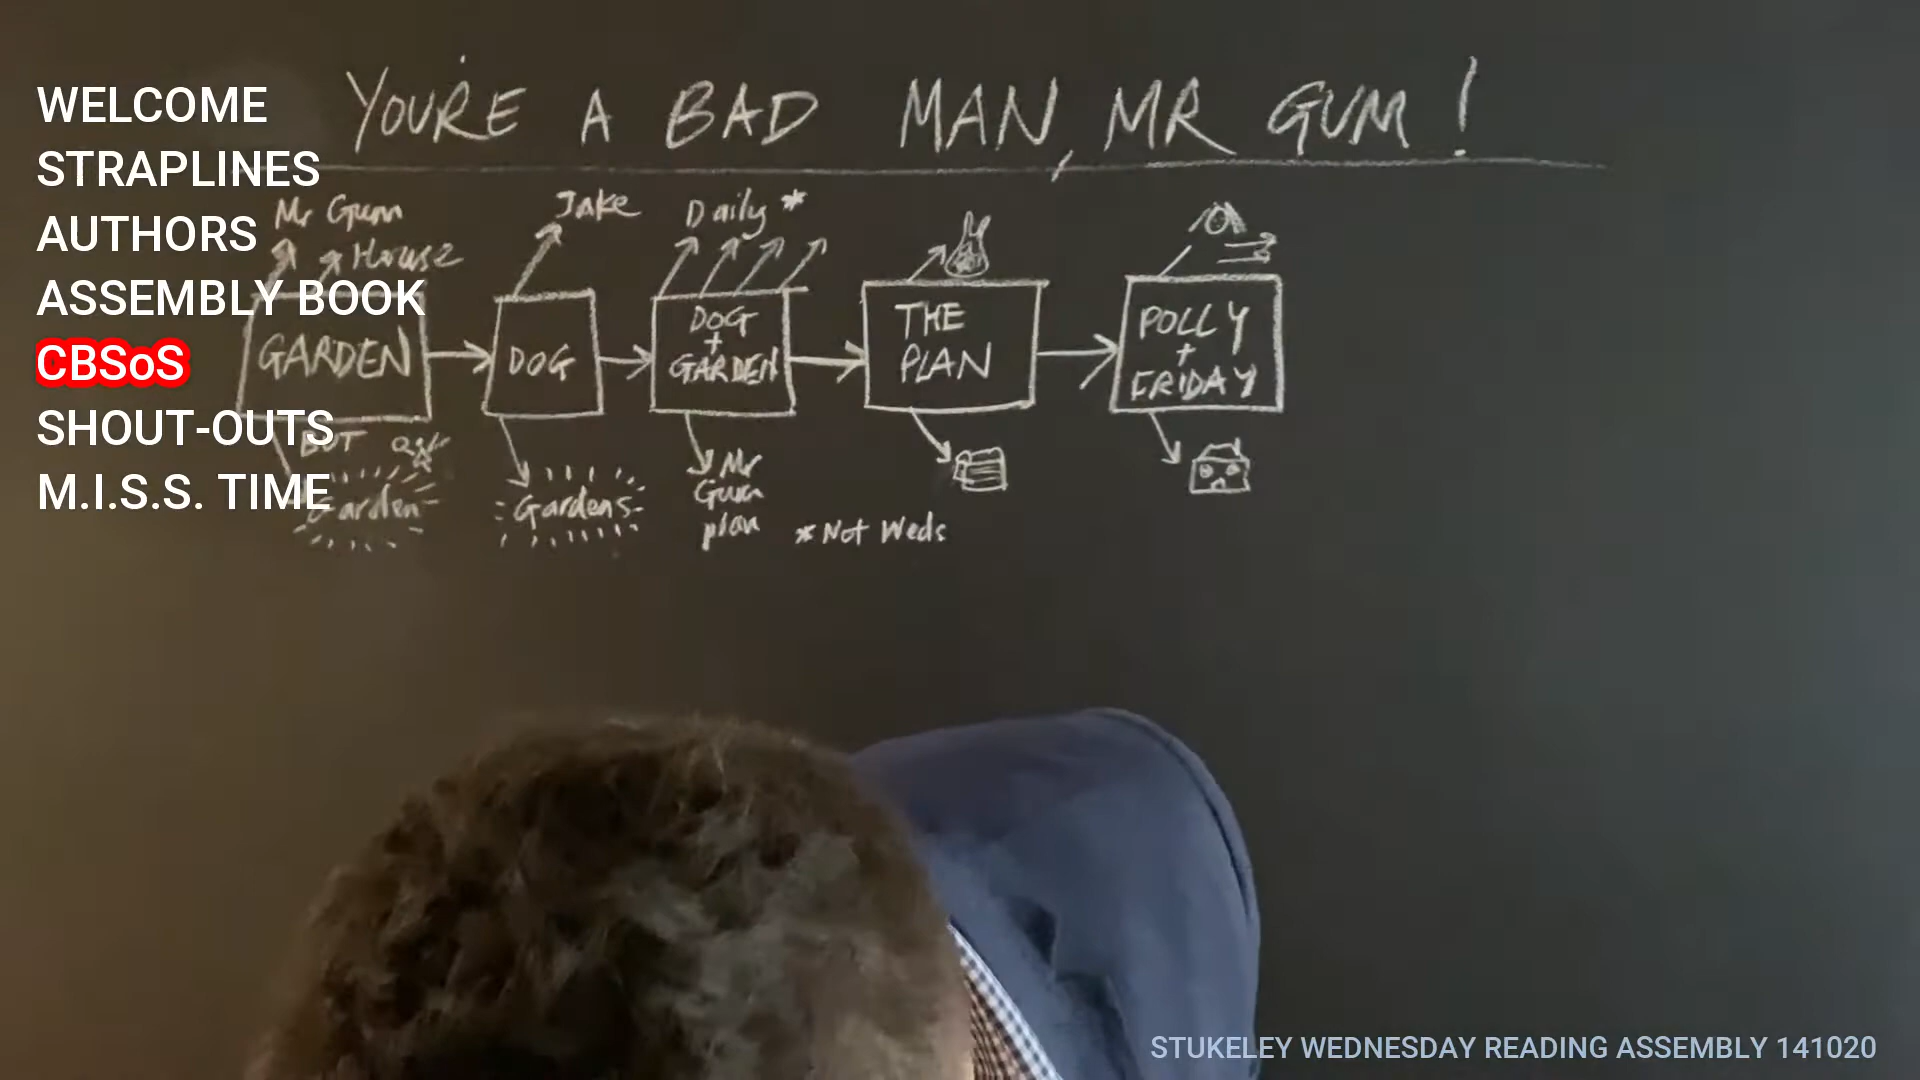 YOU'RE A BAD MAN, MR GUM!
WELCOME
STRAPLINES
AUTHORS
ASSEMBLY BOOK
CBSoS
SHOUT-OUTS
M.I.S.S. TIME
Mr Gum
House
GARDEN
BUT
Garden
Jake
DOG
Gardens
Daily *
DOG
+
GARDEN
Mr
Gum
plan
*Not Weds
THE
PLAN
POLLY
+
FRIDAY
STUKELEY WEDNESDAY READING ASSEMBLY 141020